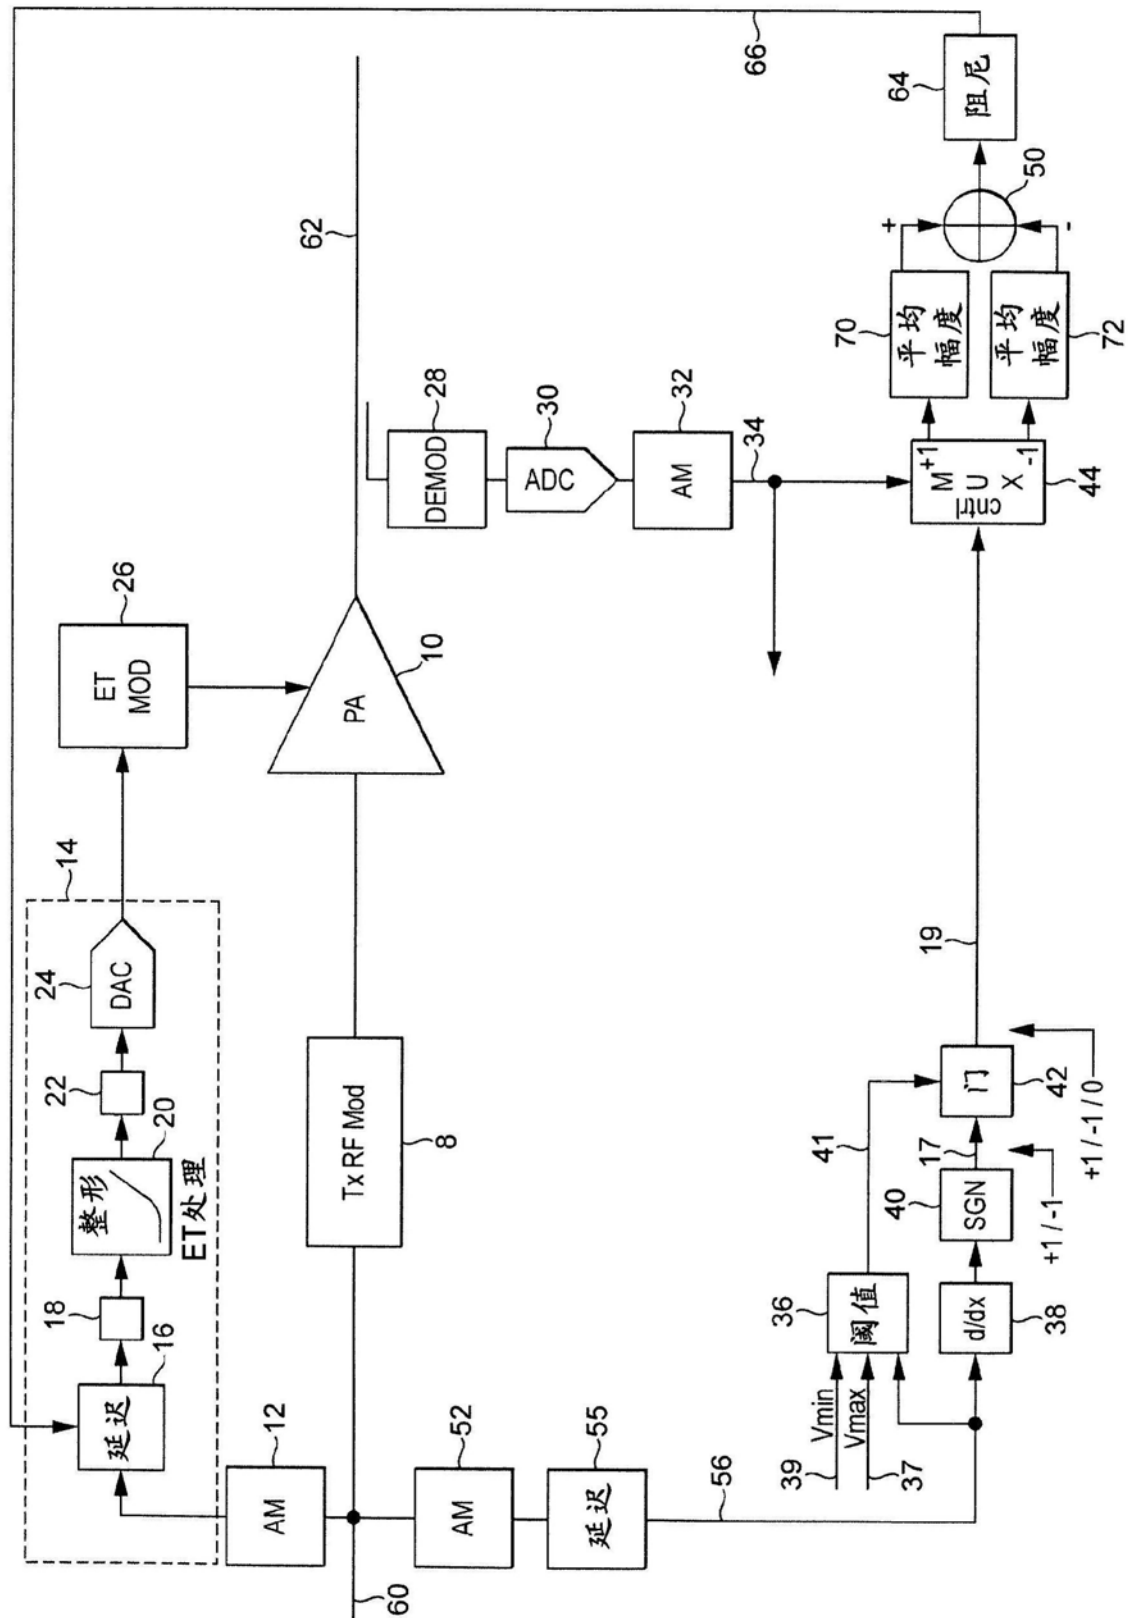 14
24
DAC
22
20
整形
ET处理
18
16
延迟
26
ET
MOD
66
12
AM
60
52
AM
55
延迟
56
Tx RF Mod
8
PA
10
62
28
DEMOD
30
ADC
32
AM
34
39
Vmin
Vmax
37
36
阈值
41
d/dx
38
40
SGN
17
+1 / -1
门
42
+1 / -1 / 0
19
cntrl
M
U
X
+1
-1
44
70
平均
幅度
平均
幅度
72
+
-
50
64
阻尼